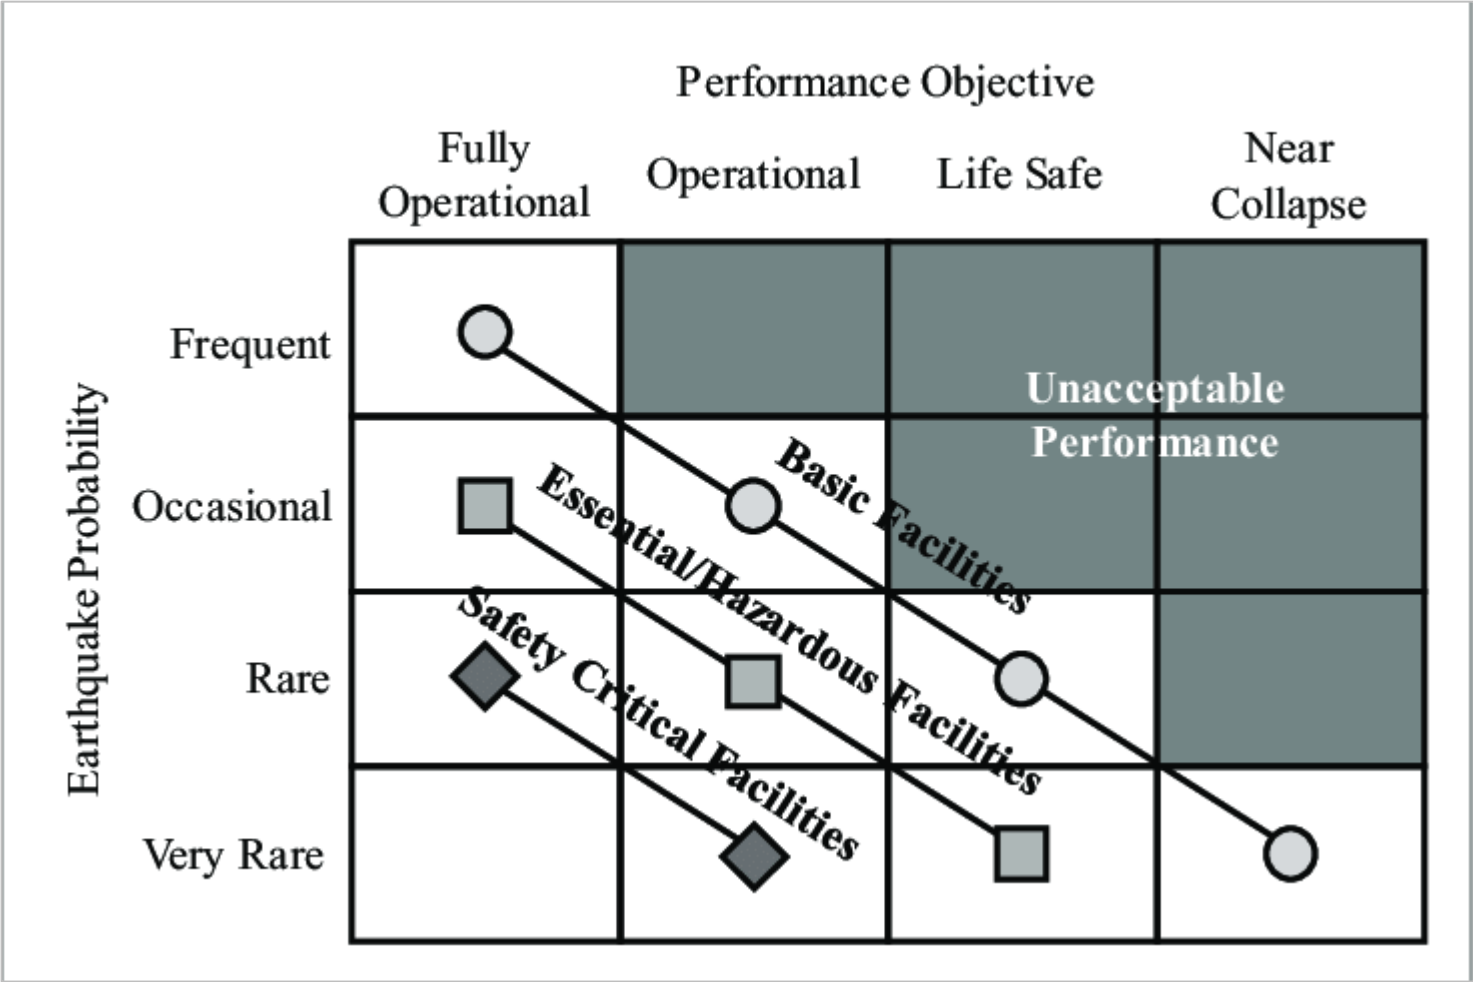 Performance Objective
Fully
Operational
Operational
Life Safe
Near
Collapse
Earthquake Probability
Frequent
Occasional
Rare
Very Rare
Unacceptable
Performance
Basic Facilities
Essential/Hazardous Facilities
Safety Critical Facilities